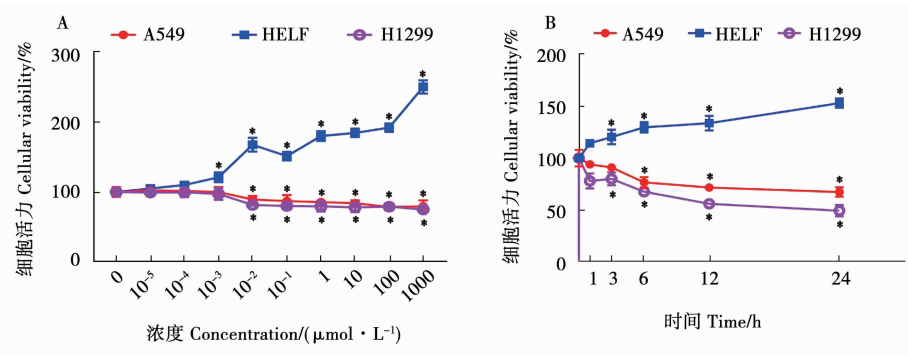 A
A549 HELF H1299
细胞活力 Cellular viability/%
300
200
100
0
0 10⁻⁵ 10⁻⁴ 10⁻³ 10⁻² 10⁻¹ 1 10 100 1000
浓度 Concentration/(μmol·L⁻¹)
* * * * * * *
* * * * * *
* * * * * *
B
A549 HELF H1299
细胞活力 Cellular viability/%
200
150
100
50
0
1 3 6 12 24
时间 Time/h
* * * *
* * *
* * * *